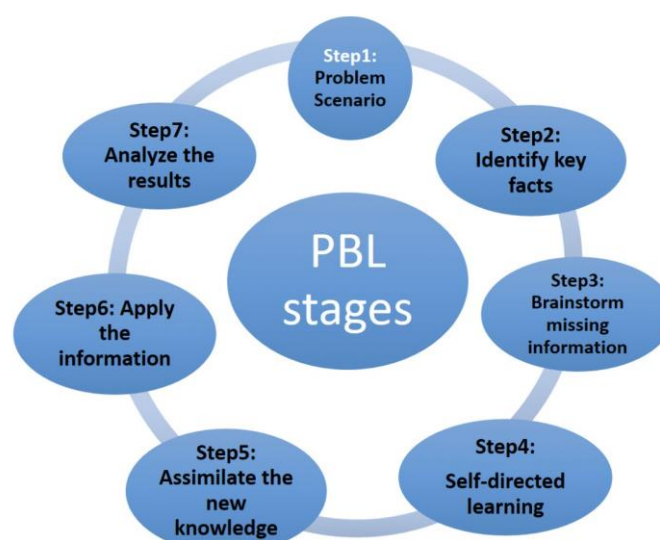 Step1:
Problem
Scenario
Step2:
Identify key
facts
Step3:
Brainstorm
missing
information
Step4:
Self-directed
learning
Step5:
Assimilate the
new
knowledge
Step6: Apply
the
information
Step7:
Analyze the
results
PBL
stages